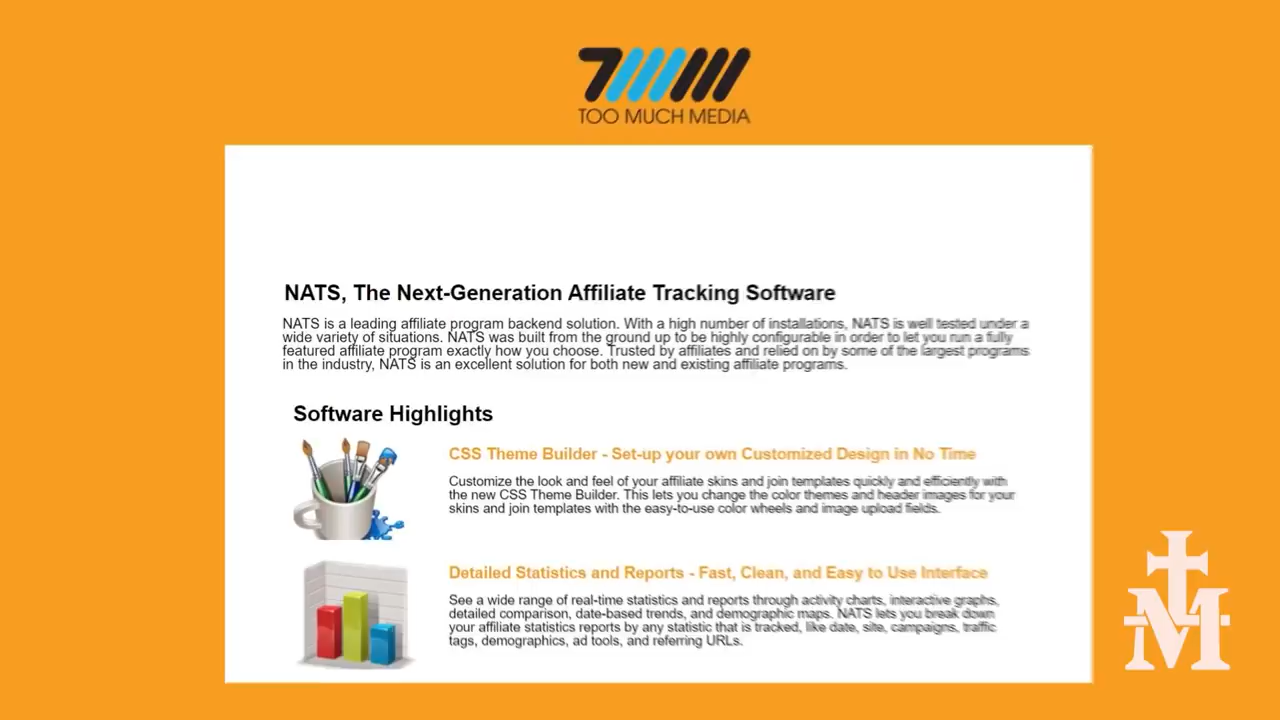 TOO MUCH MEDIA
NATS, The Next-Generation Affiliate Tracking Software
NATS is a leading affiliate program backend solution. With a high number of installations, NATS is well tested under a
wide variety of situations. NATS was built from the ground up to be highly configurable in order to let you run a fully
featured affiliate program exactly how you choose. Trusted by affiliates and relied on by some of the largest programs
in the industry, NATS is an excellent solution for both new and existing affiliate programs.
Software Highlights
CSS Theme Builder - Set-up your own Customized Design in No Time
Customize the look and feel of your affiliate skins and join templates quickly and efficiently with
the new CSS Theme Builder. This lets you change the color themes and header images for your
skins and join templates with the easy-to-use color wheels and image upload fields.
Detailed Statistics and Reports - Fast, Clean, and Easy to Use Interface
See a wide range of real-time statistics and reports through activity charts, interactive graphs,
detailed comparison, date-based trends, and demographic maps. NATS lets you break down
your affiliate statistics reports by any statistic that is tracked, like date, site, campaigns, traffic
tags, demographics, ad tools, and referring URLs.